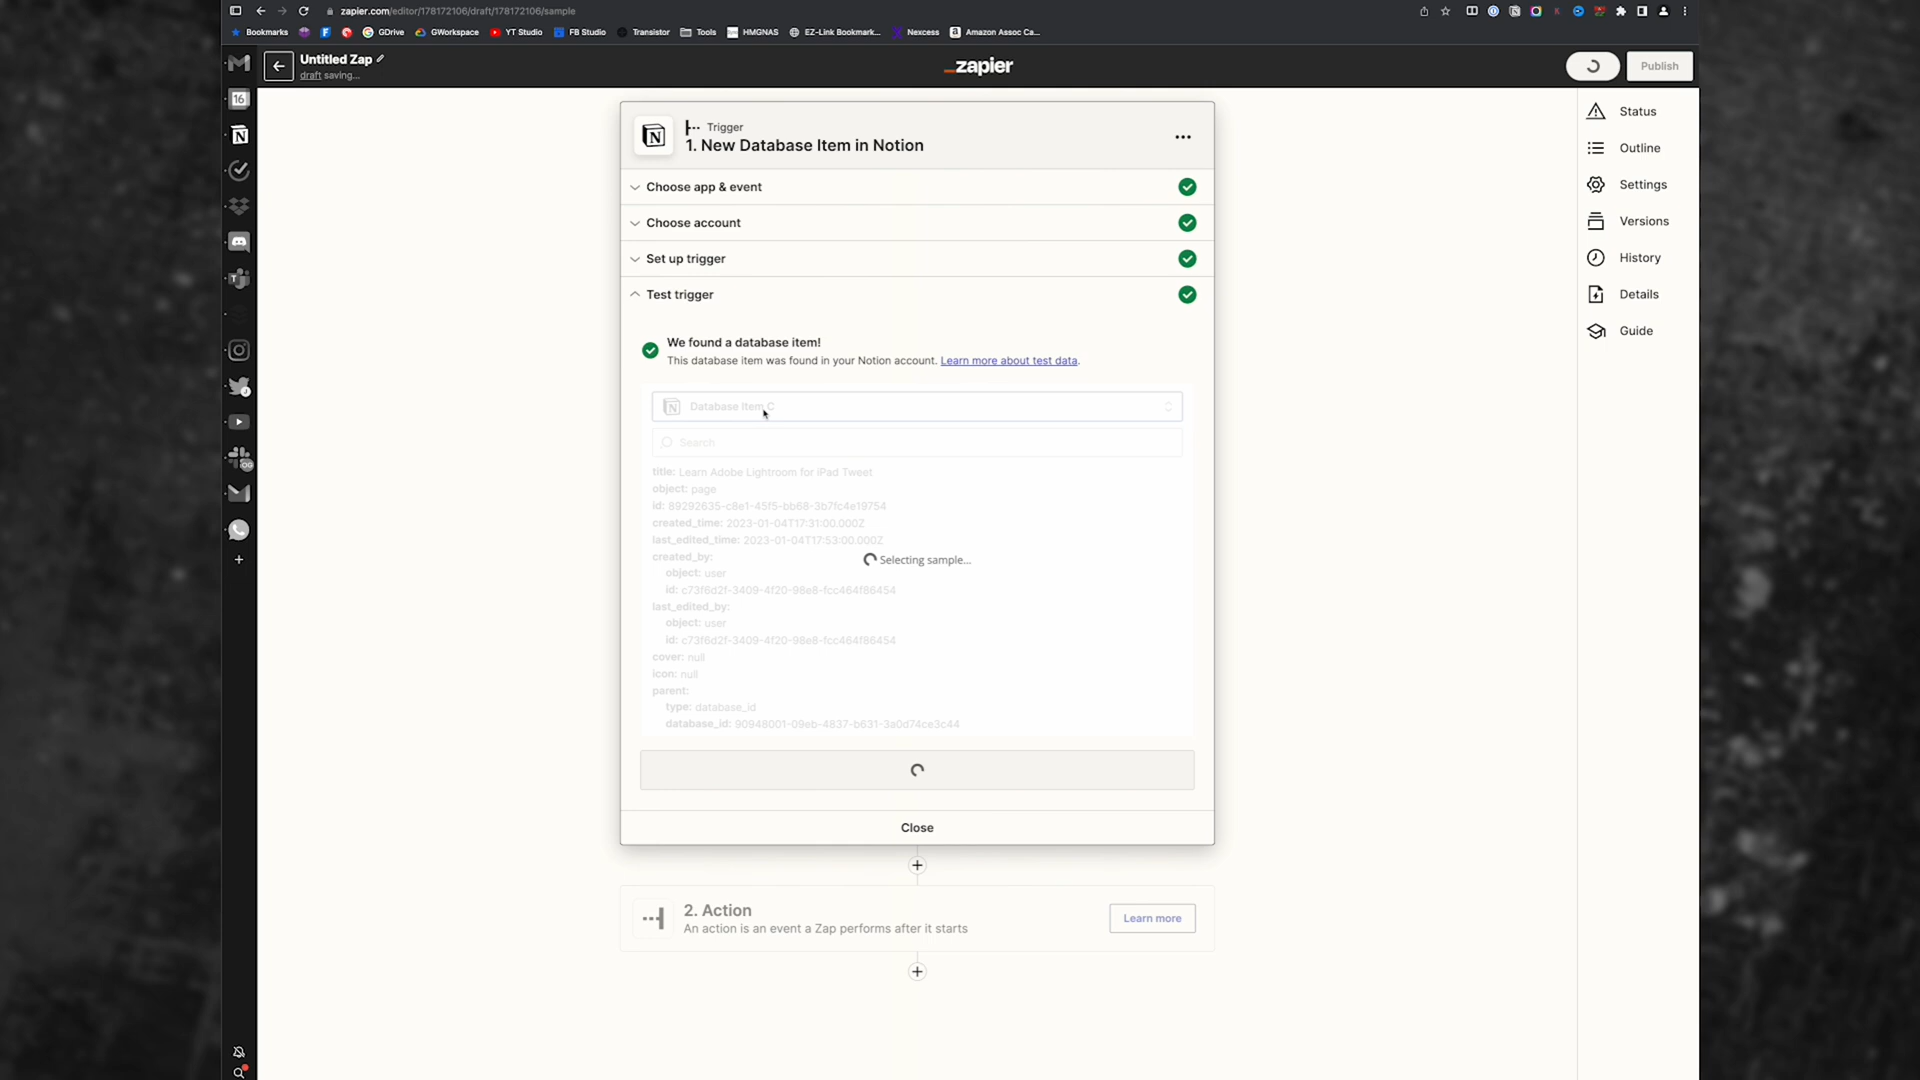 zapier.com/editor/178172106/draft/178172106/sample
Bookmarks
GDrive
GWorkspace
YT Studio
FB Studio
Transistor
Tools
HMGNAS
EZ-Link Bookmark...
Nexcess
Amazon Assoc Ca...
Untitled Zap
draft saving...
_zapier
Publish
16
Trigger
1. New Database Item in Notion
Choose app & event
Choose account
Set up trigger
Test trigger
We found a database item!
This database item was found in your Notion account. Learn more about test data.
Database Item C
Search
title: Learn Adobe Lightroom for iPad Tweet
object: page
id: 89292635-c8e1-45f5-bb68-3b7fc4e19754
created_time: 2023-01-04T17:31:00.000Z
last_edited_time: 2023-01-04T17:53:00.000Z
created_by:
Selecting sample...
object: user
id: c73f6d2f-3409-4f20-98e8-fcc464f86454
last_edited_by:
object: user
id: c73f6d2f-3409-4f20-98e8-fcc464f86454
cover: null
icon: null
parent:
type: database_id
database_id: 90948001-09eb-4837-b631-3a0d74ce3c44
Close
2. Action
An action is an event a Zap performs after it starts
Learn more
Status
Outline
Settings
Versions
History
Details
Guide